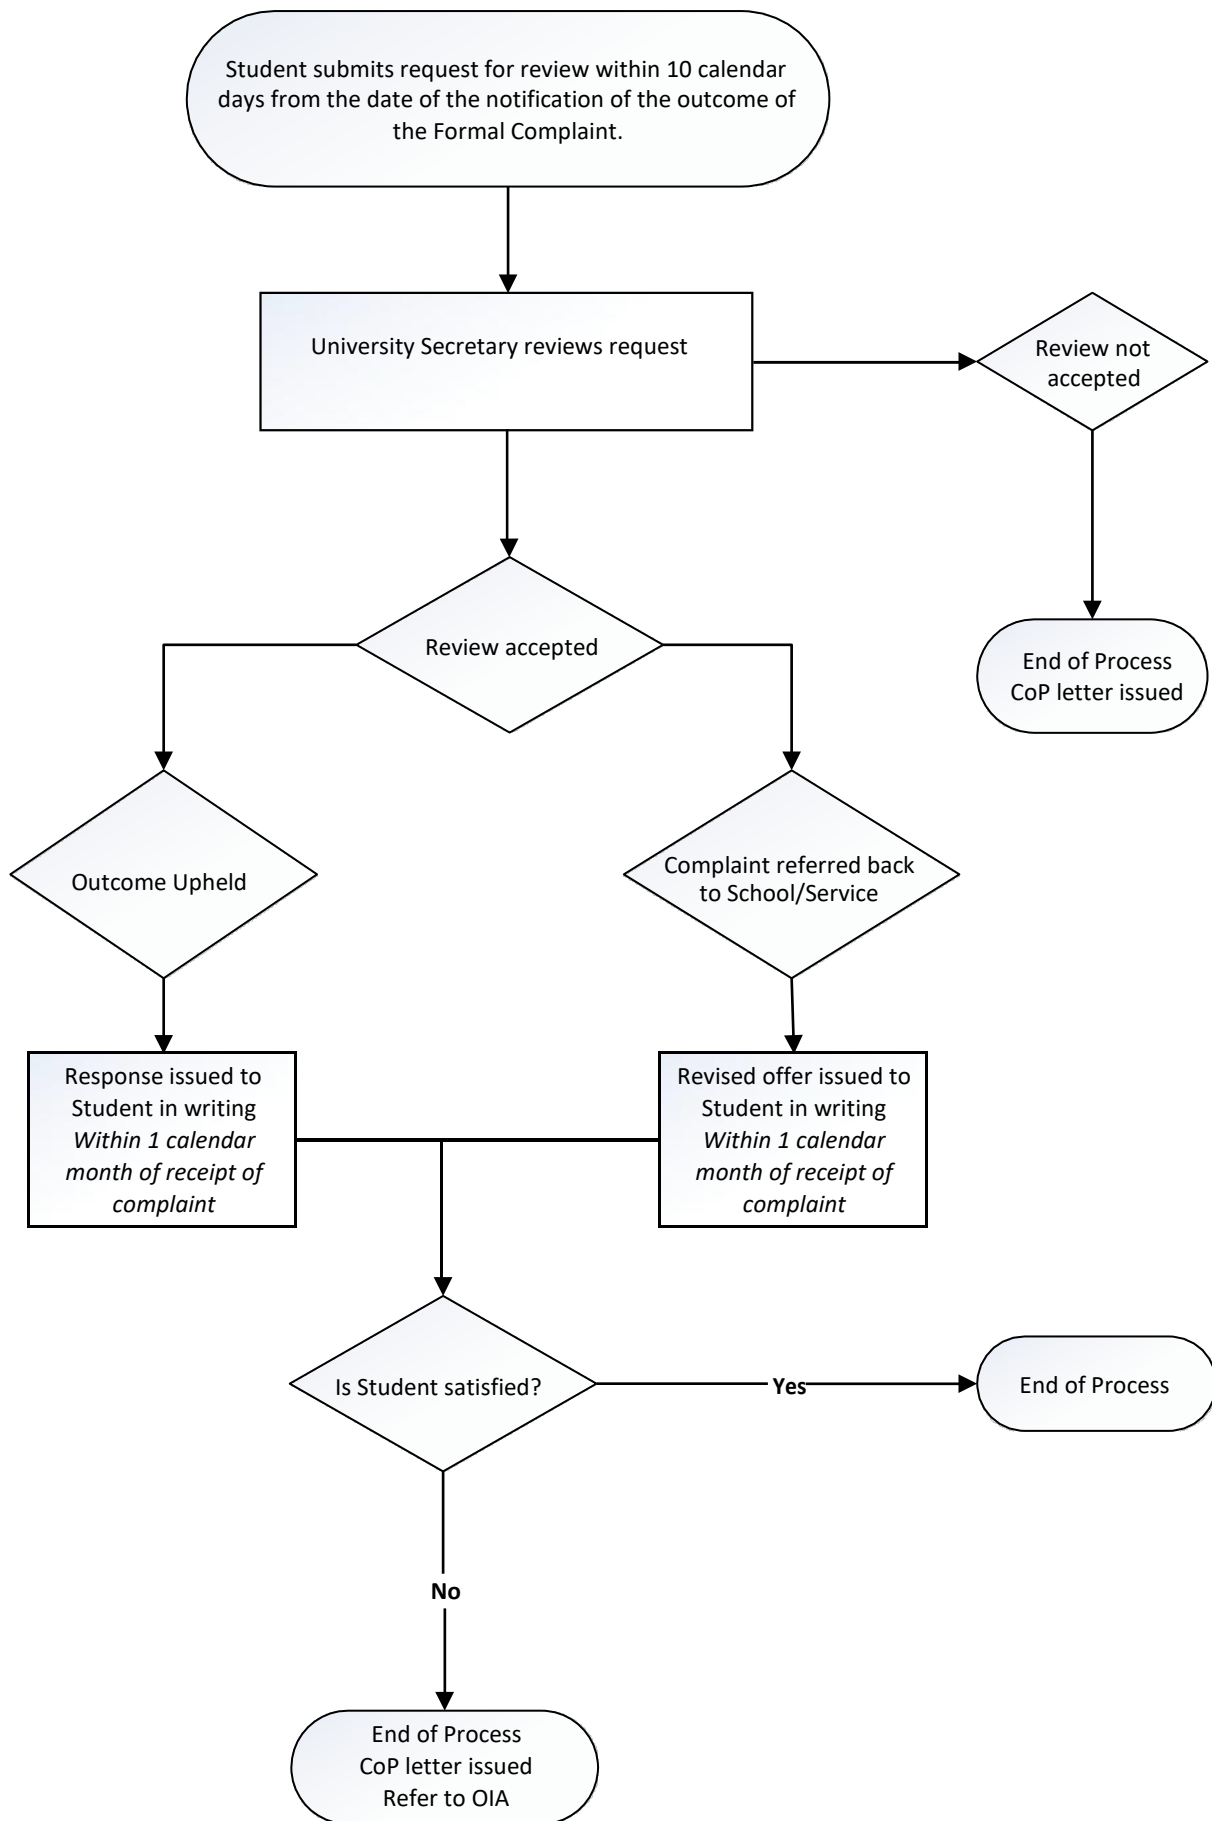 Student submits request for review within 10 calendar
days from the date of the notification of the outcome of
the Formal Complaint.
University Secretary reviews request
Review not
accepted
Review accepted
End of Process
CoP letter issued
Outcome Upheld
Complaint referred back
to School/Service
Response issued to
Student in writing
Within 1 calendar
month of receipt of
complaint
Revised offer issued to
Student in writing
Within 1 calendar
month of receipt of
complaint
Is Student satisfied?
Yes
End of Process
No
End of Process
CoP letter issued
Refer to OIA